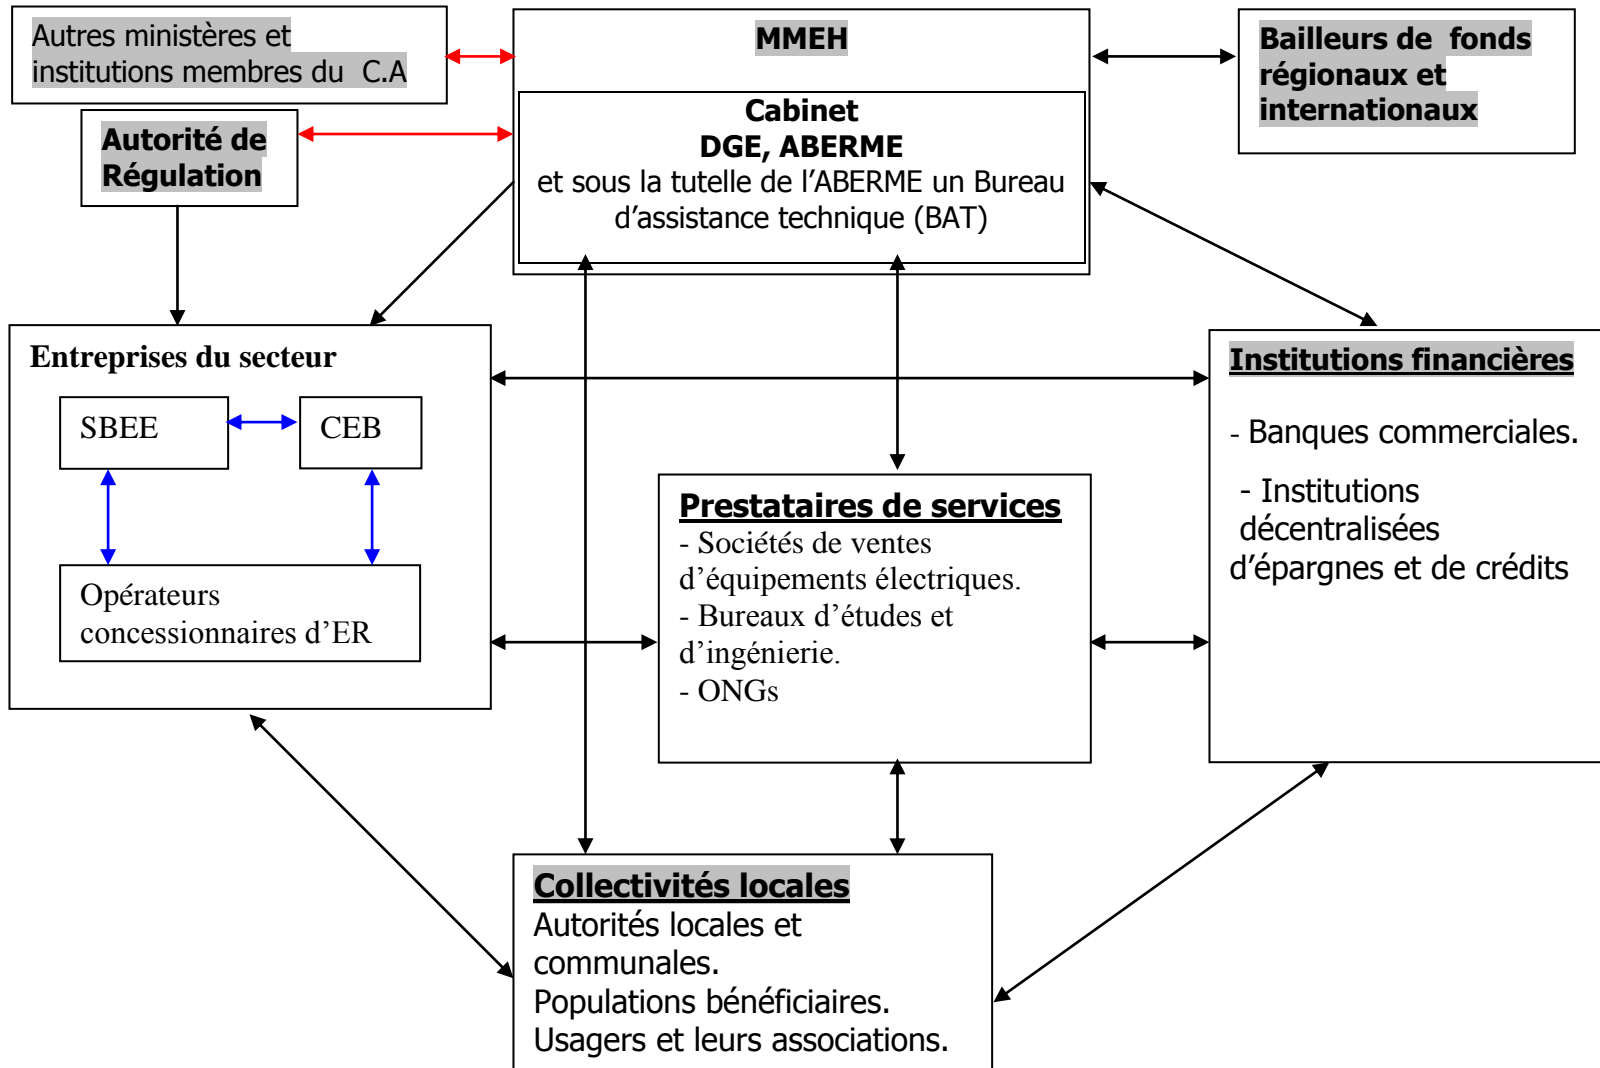 Autres ministères et
institutions membres du C.A
MMEH
Bailleurs de fonds
régionaux et
internationaux
Autorité de
Régulation
Cabinet
DGE, ABERME
et sous la tutelle de l’ABERME un Bureau
d’assistance technique (BAT)
Entreprises du secteur
SBEE
CEB
Opérateurs
concessionnaires d’ER
Institutions financières
- Banques commerciales.
- Institutions
décentralisées
d’épargnes et de crédits
Prestataires de services
- Sociétés de ventes
d’équipements électriques.
- Bureaux d’études et
d’ingénierie.
- ONGs
Collectivités locales
Autorités locales et
communales.
Populations bénéficiaires.
Usagers et leurs associations.